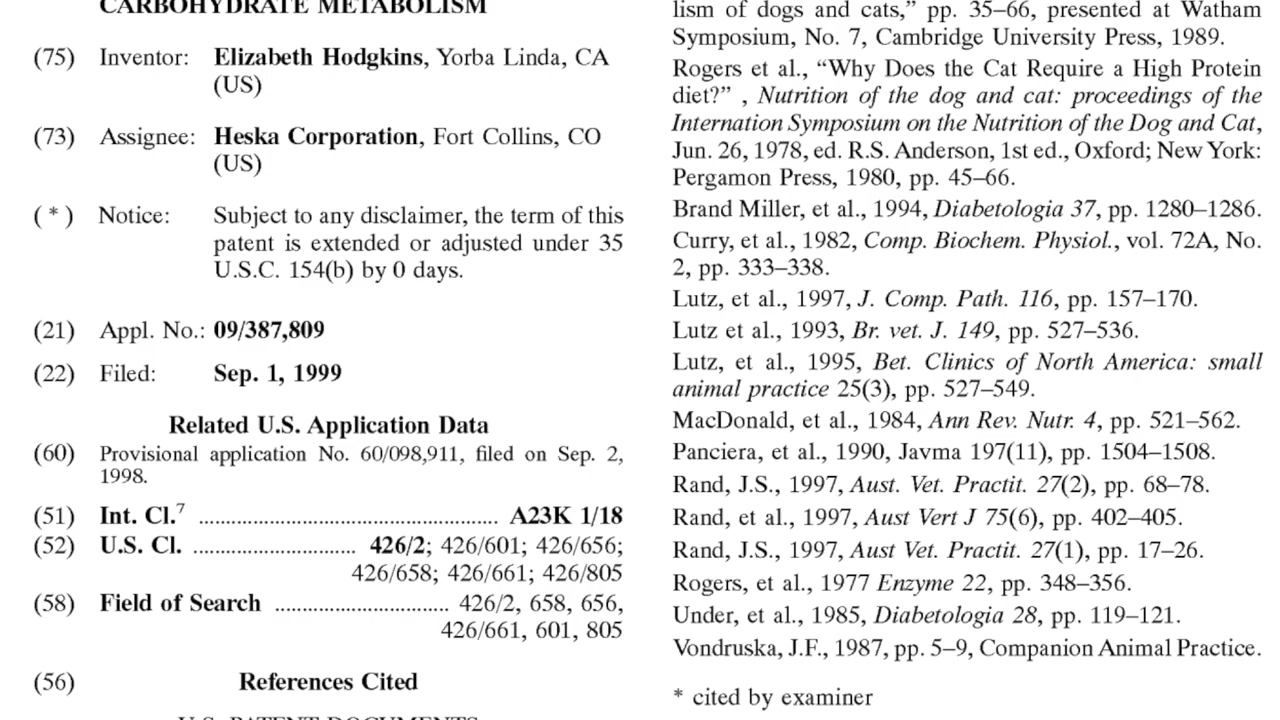 CARBOHYDRATE METABOLISM
(75) Inventor: Elizabeth Hodgkins, Yorba Linda, CA
(US)
(73) Assignee: Heska Corporation, Fort Collins, CO
(US)
( * ) Notice: Subject to any disclaimer, the term of this
patent is extended or adjusted under 35
U.S.C. 154(b) by 0 days.
(21) Appl. No.: 09/387,809
(22) Filed: Sep. 1, 1999
Related U.S. Application Data
(60) Provisional application No. 60/098,911, filed on Sep. 2,
1998.
(51) Int. Cl.7 .................................................... A23K 1/18
(52) U.S. Cl. ............................ 426/2; 426/601; 426/656;
426/658; 426/661; 426/805
(58) Field of Search .............................. 426/2, 658, 656,
426/661, 601, 805
(56) References Cited
U.S. PATENT DOCUMENTS
lism of dogs and cats,” pp. 35–66, presented at Watham
Symposium, No. 7, Cambridge University Press, 1989.
Rogers et al., “Why Does the Cat Require a High Protein
diet?” , Nutrition of the dog and cat: proceedings of the
Internation Symposium on the Nutrition of the Dog and Cat,
Jun. 26, 1978, ed. R.S. Anderson, 1st ed., Oxford; New York:
Pergamon Press, 1980, pp. 45–66.
Brand Miller, et al., 1994, Diabetologia 37, pp. 1280–1286.
Curry, et al., 1982, Comp. Biochem. Physiol., vol. 72A, No.
2, pp. 333–338.
Lutz, et al., 1997, J. Comp. Path. 116, pp. 157–170.
Lutz et al., 1993, Br. vet. J. 149, pp. 527–536.
Lutz, et al., 1995, Bet. Clinics of North America: small
animal practice 25(3), pp. 527–549.
MacDonald, et al., 1984, Ann Rev. Nutr. 4, pp. 521–562.
Panciera, et al., 1990, Javma 197(11), pp. 1504–1508.
Rand, J.S., 1997, Aust. Vet. Practit. 27(2), pp. 68–78.
Rand, et al., 1997, Aust Vert J 75(6), pp. 402–405.
Rand, J.S., 1997, Aust Vet. Practit. 27(1), pp. 17–26.
Rogers, et al., 1977 Enzyme 22, pp. 348–356.
Under, et al., 1985, Diabetologia 28, pp. 119–121.
Vondruska, J.F., 1987, pp. 5–9, Companion Animal Practice.
* cited by examiner